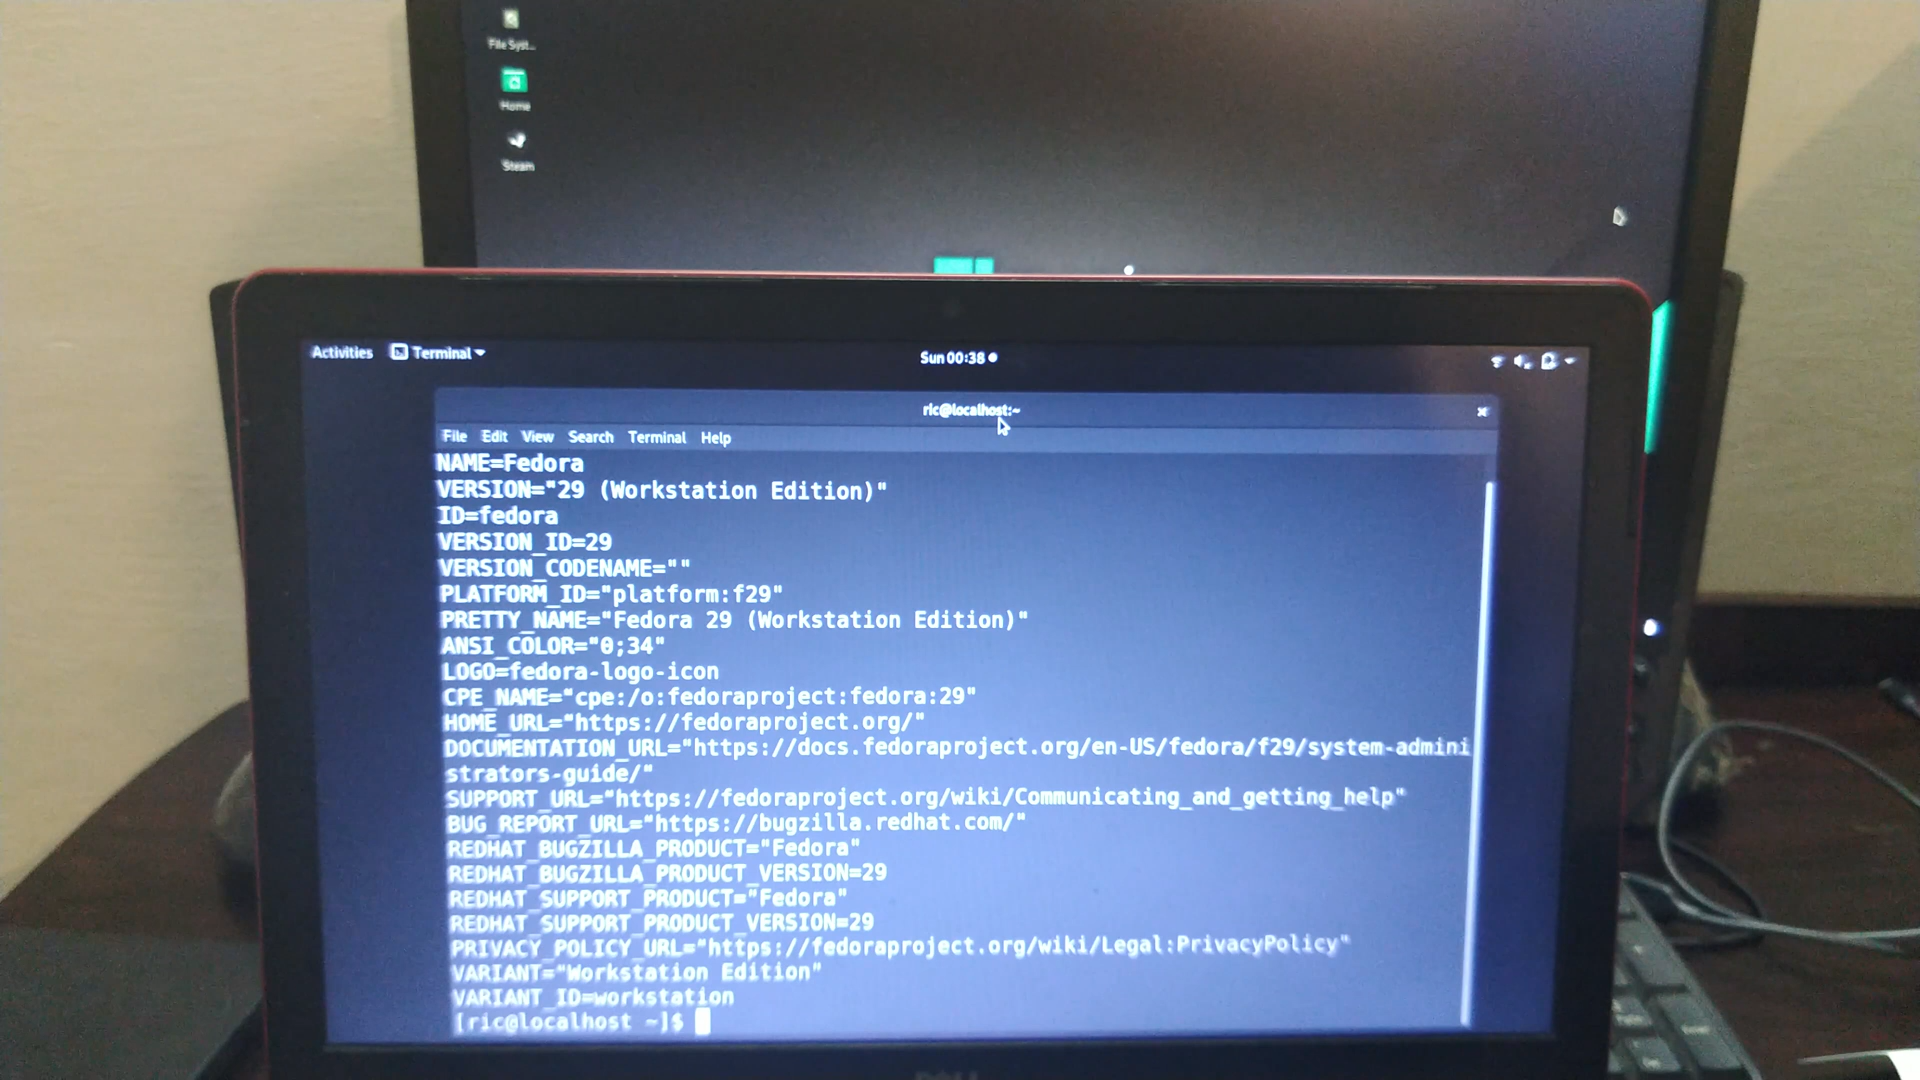 File Syst...
Home
Steam
Activities Terminal Sun 00:38
ric@localhost:~
File Edit View Search Terminal Help
NAME=Fedora
VERSION="29 (Workstation Edition)"
ID=fedora
VERSION_ID=29
VERSION_CODENAME=""
PLATFORM_ID="platform:f29"
PRETTY_NAME="Fedora 29 (Workstation Edition)"
ANSI_COLOR="0;34"
LOGO=fedora-logo-icon
CPE_NAME="cpe:/o:fedoraproject:fedora:29"
HOME_URL="https://fedoraproject.org/"
DOCUMENTATION_URL="https://docs.fedoraproject.org/en-US/fedora/f29/system-admini
strators-guide/"
SUPPORT_URL="https://fedoraproject.org/wiki/Communicating_and_getting_help"
BUG_REPORT_URL="https://bugzilla.redhat.com/"
REDHAT_BUGZILLA_PRODUCT="Fedora"
REDHAT_BUGZILLA_PRODUCT_VERSION=29
REDHAT_SUPPORT_PRODUCT="Fedora"
REDHAT_SUPPORT_PRODUCT_VERSION=29
PRIVACY_POLICY_URL="https://fedoraproject.org/wiki/Legal:PrivacyPolicy"
VARIANT="Workstation Edition"
VARIANT_ID=workstation
[ric@localhost ~]$
DELL